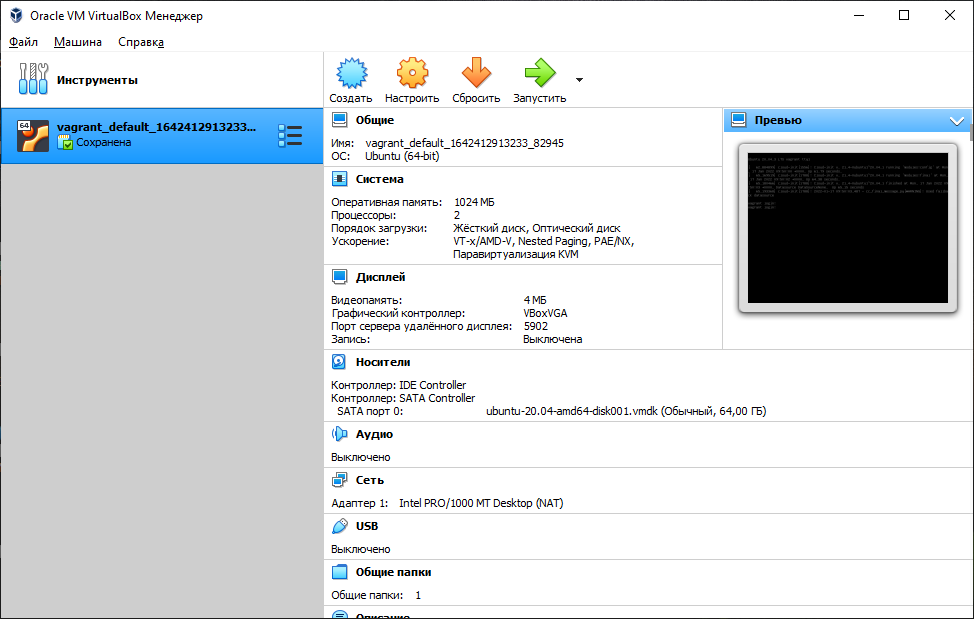 Oracle VM VirtualBox Менеджер
Файл Машина Справка
Инструменты
Создать Настроить Сбросить Запустить
64
vagrant_default_1642412913233...
Сохранена
Общие
Имя: vagrant_default_1642412913233_82945
ОС: Ubuntu (64-bit)
Превью
Система
Оперативная память: 1024 МБ
Процессоры: 2
Порядок загрузки: Жёсткий диск, Оптический диск
Ускорение: VT-x/AMD-V, Nested Paging, PAE/NX,
Паравиртуализация KVM
Дисплей
Видеопамять: 4 МБ
Графический контроллер: VBoxVGA
Порт сервера удалённого дисплея: 5902
Запись: Выключена
Носители
Контроллер: IDE Controller
Контроллер: SATA Controller
SATA порт 0: ubuntu-20.04-amd64-disk001.vmdk (Обычный, 64,00 ГБ)
Аудио
Выключено
Сеть
Адаптер 1: Intel PRO/1000 MT Desktop (NAT)
USB
Выключено
Общие папки
Общие папки: 1
Описание